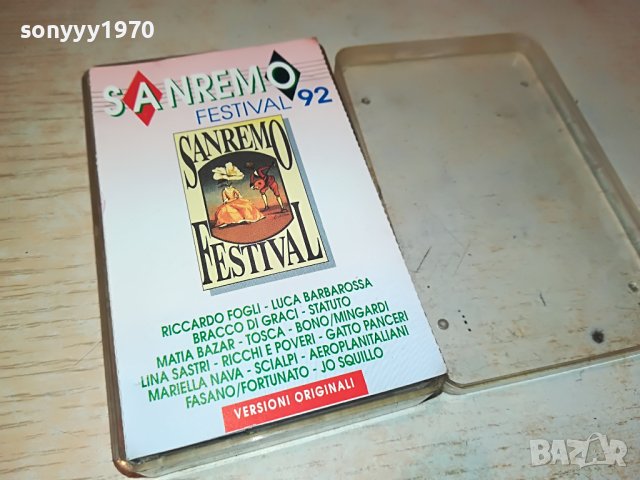 sonyyy1970
SANREMO
FESTIVAL 92
SANREMO
FESTIVAL
RICCARDO FOGLI - LUCA BARBAROSSA
BRACCO DI GRACI - STATUTO
MATIA BAZAR - TOSCA - BONO/MINGARDI
LINA SASTRI - RICCHI E POVERI - GATTO PANCERI
MARIELLA NAVA - SCIALPI - AEROPLANITALIANI
FASANO/FORTUNATO - JO SQUILLO
VERSIONI ORIGINALI
BAZAR